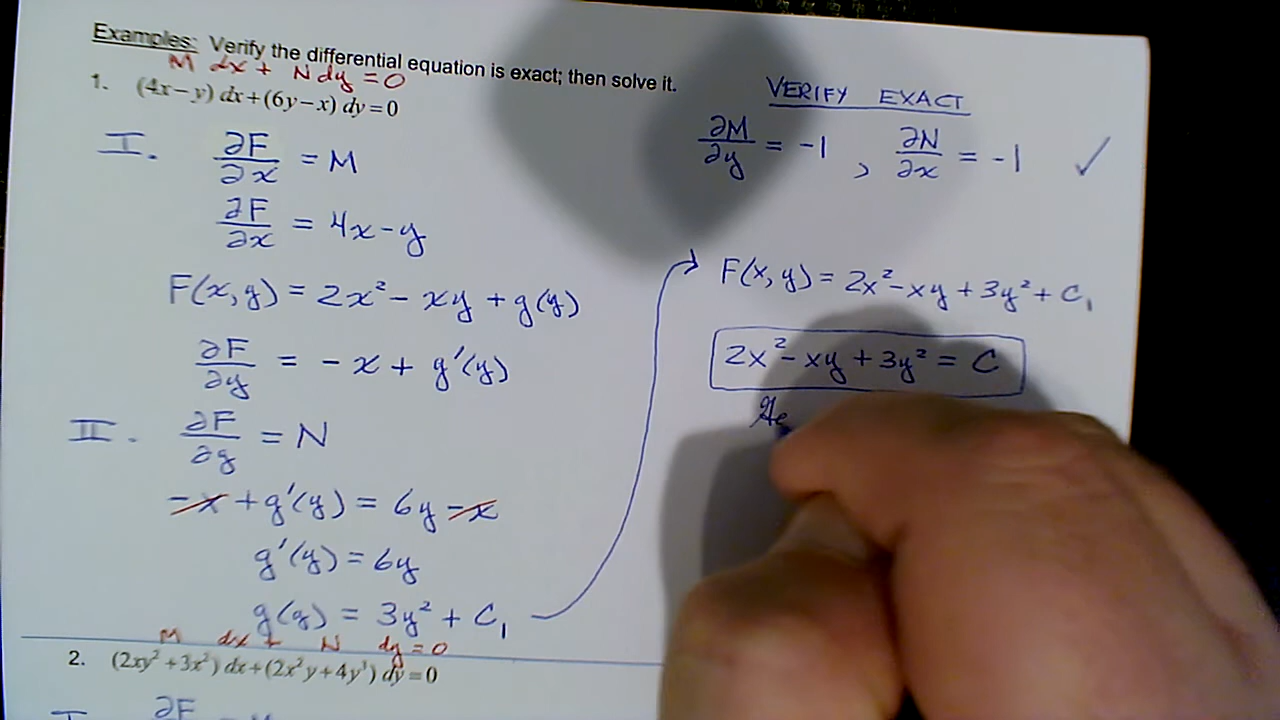 Examples: Verify the differential equation is exact; then solve it.
M dx + N dy = 0
1. (4x − y) dx + (6y − x) dy = 0
I. ∂F/∂x = M
∂F/∂x = 4x − y
F(x, y) = 2x² − xy + g(y)
∂F/∂y = − x + g'(y)
II. ∂F/∂y = N
−x + g'(y) = 6y − x
g'(y) = 6y
g(y) = 3y² + C₁
VERIFY EXACT
∂M/∂y = −1 , ∂N/∂x = −1 ✓
F(x, y) = 2x² − xy + 3y² + C₁
2x² − xy + 3y² = C
M dx + N dy = 0
2. (2xy² + 3x²) dx + (2x²y + 4y³) dy = 0
∂F